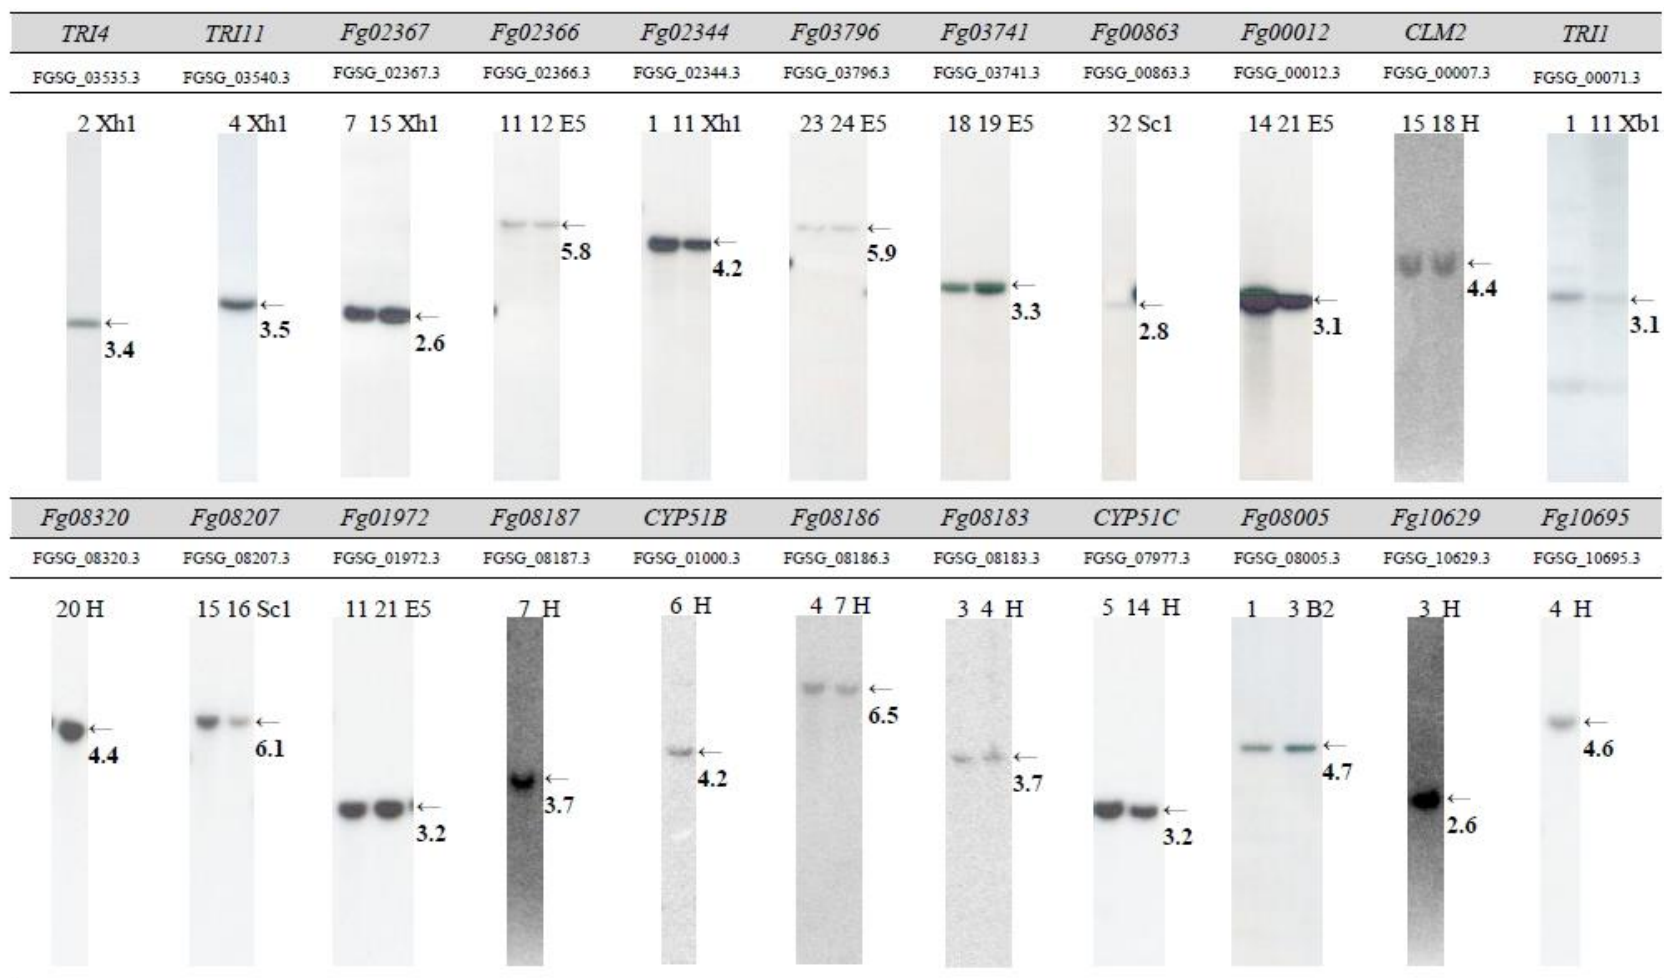 TRI4 TRI11 Fg02367 Fg02366 Fg02344 Fg03796 Fg03741 Fg00863 Fg00012 CLM2 TRI1
FGSG_03535.3 FGSG_03540.3 FGSG_02367.3 FGSG_02366.3 FGSG_02344.3 FGSG_03796.3 FGSG_03741.3 FGSG_00863.3 FGSG_00012.3 FGSG_00007.3 FGSG_00071.3
2 Xh1 4 Xh1 7 15 Xh1 11 12 E5 1 11 Xh1 23 24 E5 18 19 E5 32 Sc1 14 21 E5 15 18 H 1 11 Xb1
← 3.4 ← 3.5 ← 2.6 ← 5.8 ← 4.2 ← 5.9 ← 3.3 ← 2.8 ← 3.1 ← 4.4 ← 3.1
Fg08320 Fg08207 Fg01972 Fg08187 CYP51B Fg08186 Fg08183 CYP51C Fg08005 Fg10629 Fg10695
FGSG_08320.3 FGSG_08207.3 FGSG_01972.3 FGSG_08187.3 FGSG_01000.3 FGSG_08186.3 FGSG_08183.3 FGSG_07977.3 FGSG_08005.3 FGSG_10629.3 FGSG_10695.3
20 H 15 16 Sc1 11 21 E5 7 H 6 H 4 7 H 3 4 H 5 14 H 1 3 B2 3 H 4 H
← 4.4 ← 6.1 ← 3.2 ← 3.7 ← 4.2 ← 6.5 ← 3.7 ← 3.2 ← 4.7 ← 2.6 ← 4.6